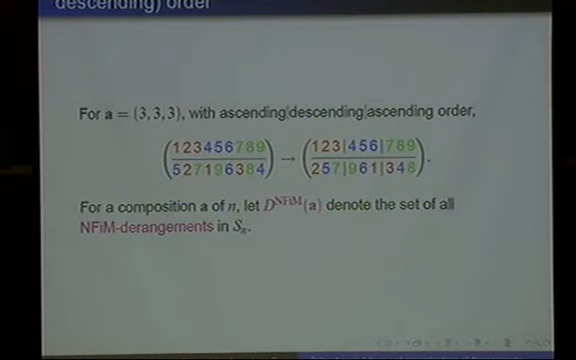 descending) order
For a = (3, 3, 3), with ascending|descending|ascending order,
(123456789 / 527196384) → (123|456|789 / 257|961|348).
For a composition a of n, let D^NFiM(a) denote the set of all
NFiM-derangements in Sₙ.